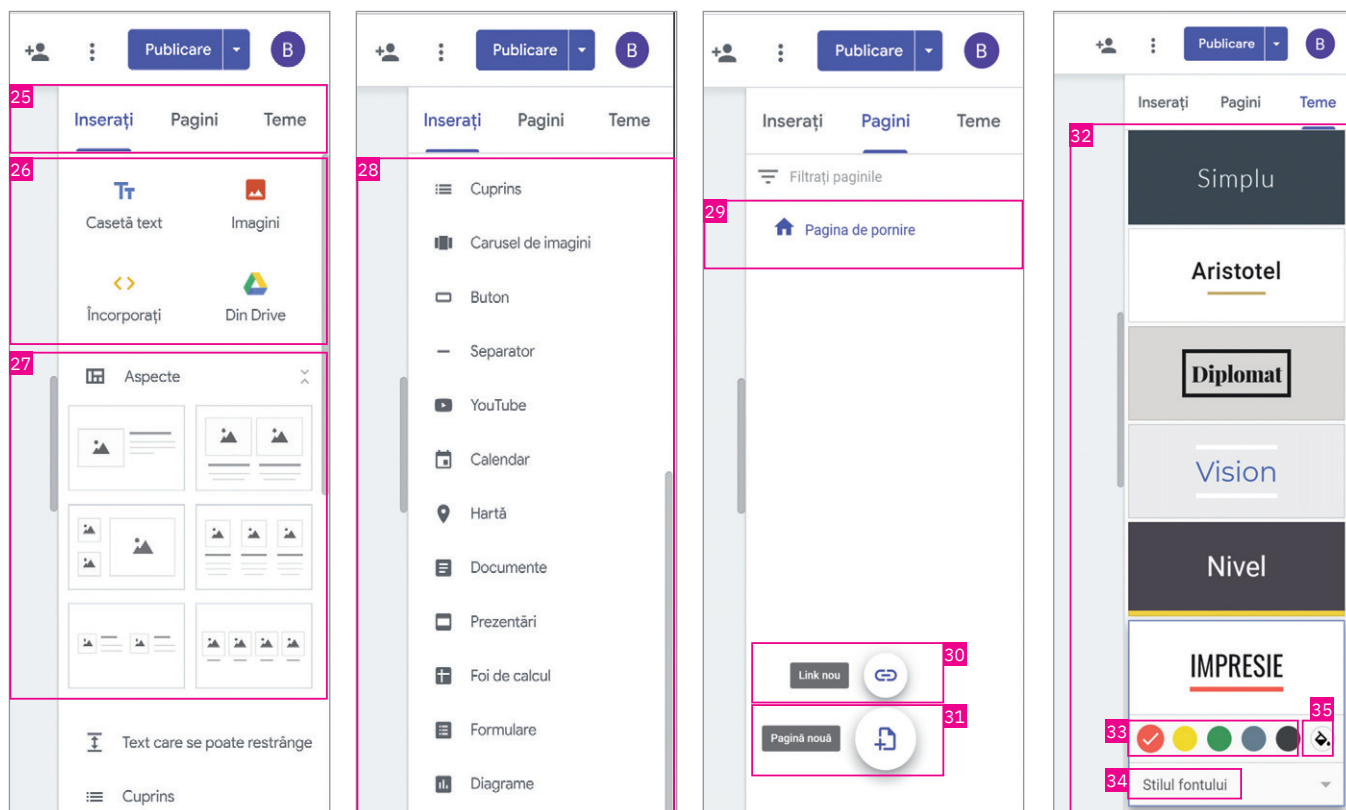 Publicare
B
25
Inserați Pagini Teme
26
Tt
Casetă text Imagini
Încorporați Din Drive
27
Aspecte
Text care se poate restrânge
Cuprins
Publicare
B
Inserați Pagini Teme
28
Cuprins
Carusel de imagini
Buton
Separator
YouTube
Calendar
Hartă
Documente
Prezentări
Foi de calcul
Formulare
Diagrame
Publicare
B
Inserați Pagini Teme
Filtrați paginile
29
Pagina de pornire
30
Link nou
31
Pagină nouă
Publicare
B
Inserați Pagini Teme
32
Simplu
Aristotel
Diplomat
Vision
Nivel
IMPRESIE
35
33
34
Stilul fontului